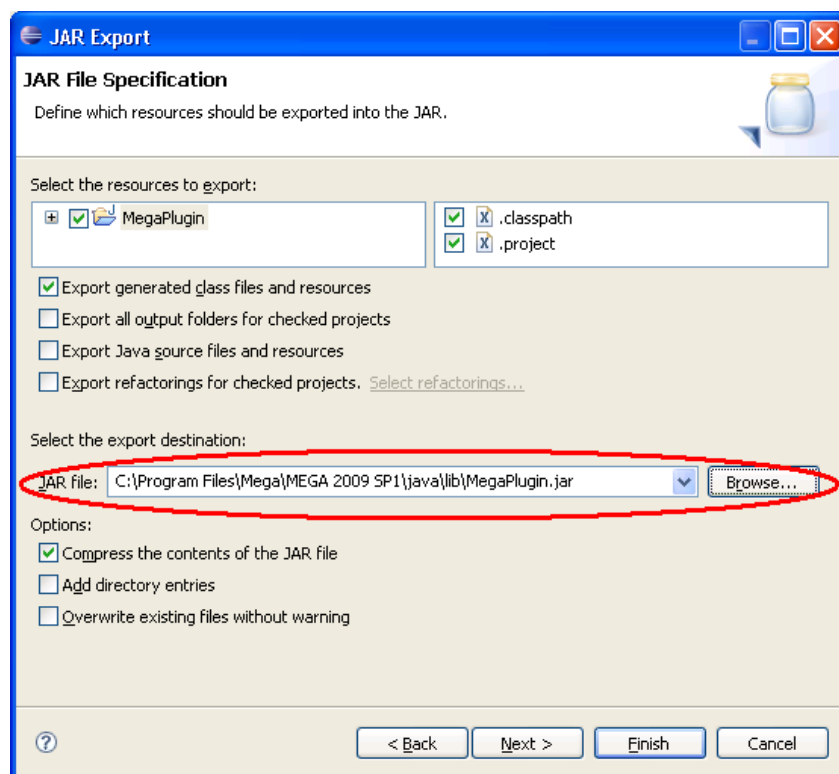 JAR Export
JAR File Specification
Define which resources should be exported into the JAR.
Select the resources to export:
MegaPlugin
.classpath
.project
Export generated class files and resources
Export all output folders for checked projects
Export Java source files and resources
Export refactorings for checked projects. Select refactorings...
Select the export destination:
JAR file: C:\Program Files\Mega\MEGA 2009 SP1\java\lib\MegaPlugin.jar Browse...
Options:
Compress the contents of the JAR file
Add directory entries
Overwrite existing files without warning
? < Back Next > Finish Cancel